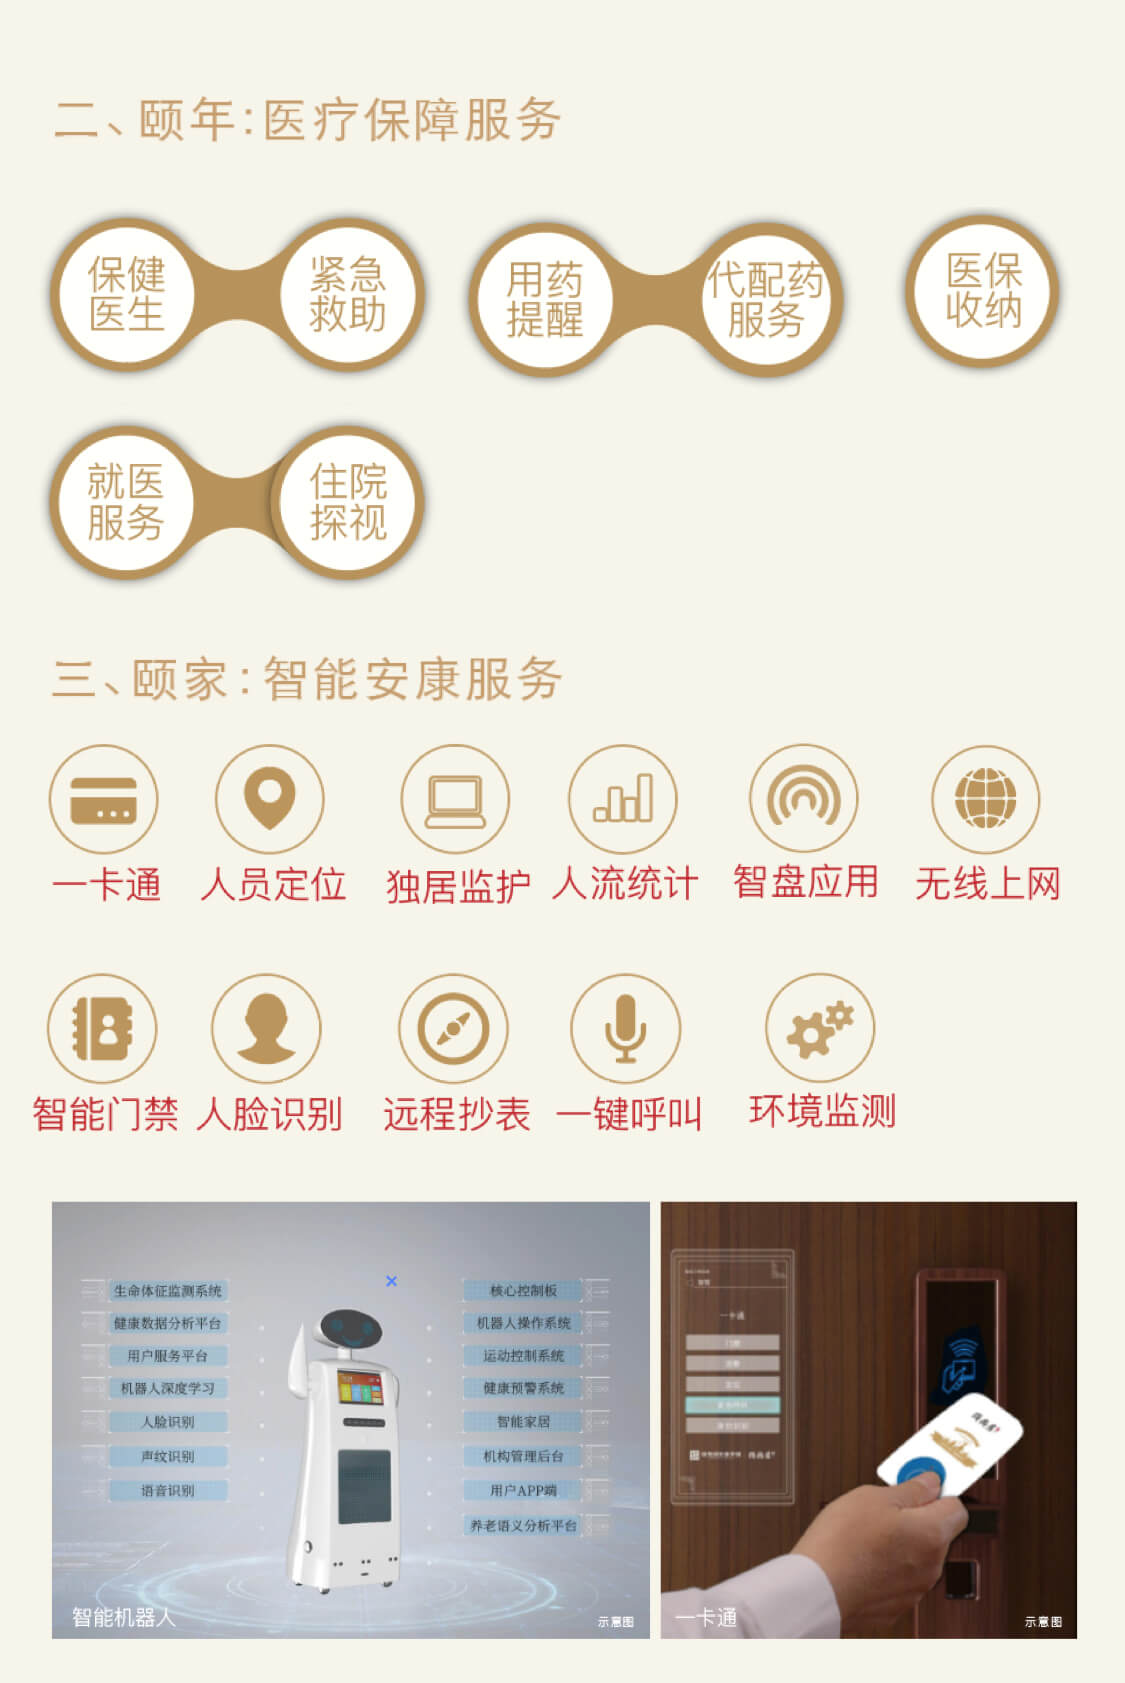 二、颐年：医疗保障服务
保健
医生
紧急
救助
用药
提醒
代配药
服务
医保
收纳
就医
服务
住院
探视
三、颐家：智能安康服务
一卡通
人员定位
独居监护
人流统计
智盘应用
无线上网
智能门禁
人脸识别
远程抄表
一键呼叫
环境监测
生命体征监测系统
健康数据分析平台
用户服务平台
机器人深度学习
人脸识别
声纹识别
语音识别
核心控制板
机器人操作系统
运动控制系统
健康预警系统
智能家居
机构管理后台
用户APP端
养老语义分析平台
智能机器人
示意图
一卡通
一卡通
示意图